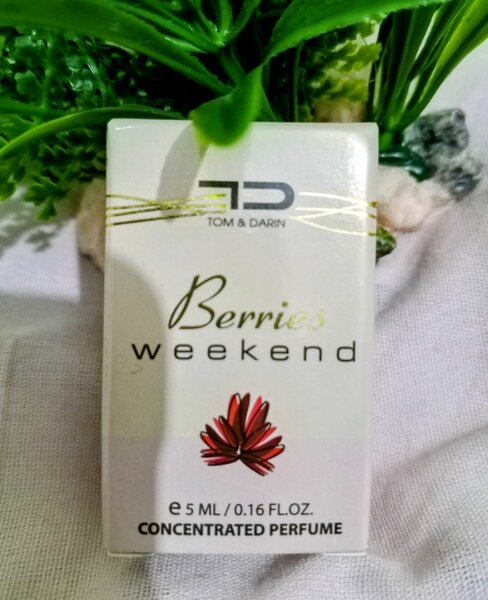 TD
TOM & DARIN
Berries
weekend
e 5 ML / 0.16 FL.OZ.
CONCENTRATED PERFUME